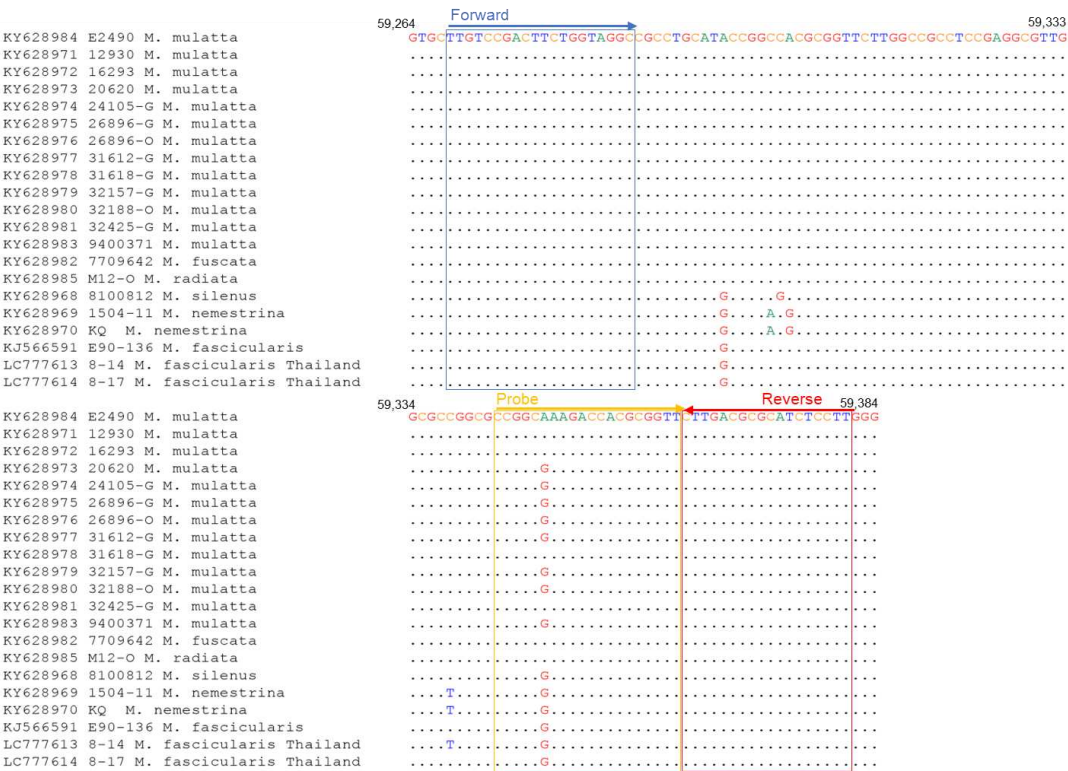 Forward
59,264 59,333
KY628984 E2490 M. mulatta GTGCTTGTCCGACTTCTGGTAGGCCGCCTGCATACCGGCCACGCGGTTCTTGGCCGCCTCCGAGGCGTTG
KY628971 12930 M. mulatta ......................................................................
KY628972 16293 M. mulatta ......................................................................
KY628973 20620 M. mulatta ......................................................................
KY628974 24105-G M. mulatta ......................................................................
KY628975 26896-G M. mulatta ......................................................................
KY628976 26896-O M. mulatta ......................................................................
KY628977 31612-G M. mulatta ......................................................................
KY628978 31618-G M. mulatta ......................................................................
KY628979 32157-G M. mulatta ......................................................................
KY628980 32188-O M. mulatta ......................................................................
KY628981 32425-G M. mulatta ......................................................................
KY628983 9400371 M. mulatta ......................................................................
KY628982 7709642 M. fuscata ......................................................................
KY628985 M12-O M. radiata ......................................................................
KY628968 8100812 M. silenus .................................G.....G..............................
KY628969 1504-11 M. nemestrina .................................G....A.G.............................
KY628970 KQ M. nemestrina .................................G....A.G.............................
KJ566591 E90-136 M. fascicularis .................................G....................................
LC777613 8-14 M. fascicularis Thailand .................................G....................................
LC777614 8-17 M. fascicularis Thailand .................................G....................................
59,334 Probe Reverse 59,384
KY628984 E2490 M. mulatta GCGCCGGCGCCGGCAAAGACCACGCGGTTCTTGACGCGCATCTCCTTGGG
KY628971 12930 M. mulatta ..................................................
KY628972 16293 M. mulatta ..................................................
KY628973 20620 M. mulatta ..............G...................................
KY628974 24105-G M. mulatta ..............G...................................
KY628975 26896-G M. mulatta ..............G...................................
KY628976 26896-O M. mulatta ..............G...................................
KY628977 31612-G M. mulatta ..............G...................................
KY628978 31618-G M. mulatta ..................................................
KY628979 32157-G M. mulatta ..............G...................................
KY628980 32188-O M. mulatta ..............G...................................
KY628981 32425-G M. mulatta ..................................................
KY628983 9400371 M. mulatta ..............G...................................
KY628982 7709642 M. fuscata ..................................................
KY628985 M12-O M. radiata ..................................................
KY628968 8100812 M. silenus ..............G...................................
KY628969 1504-11 M. nemestrina ....T.........G...................................
KY628970 KQ M. nemestrina ....T.........G...................................
KJ566591 E90-136 M. fascicularis ..............G...................................
LC777613 8-14 M. fascicularis Thailand ....T.........G...................................
LC777614 8-17 M. fascicularis Thailand ..............G...................................